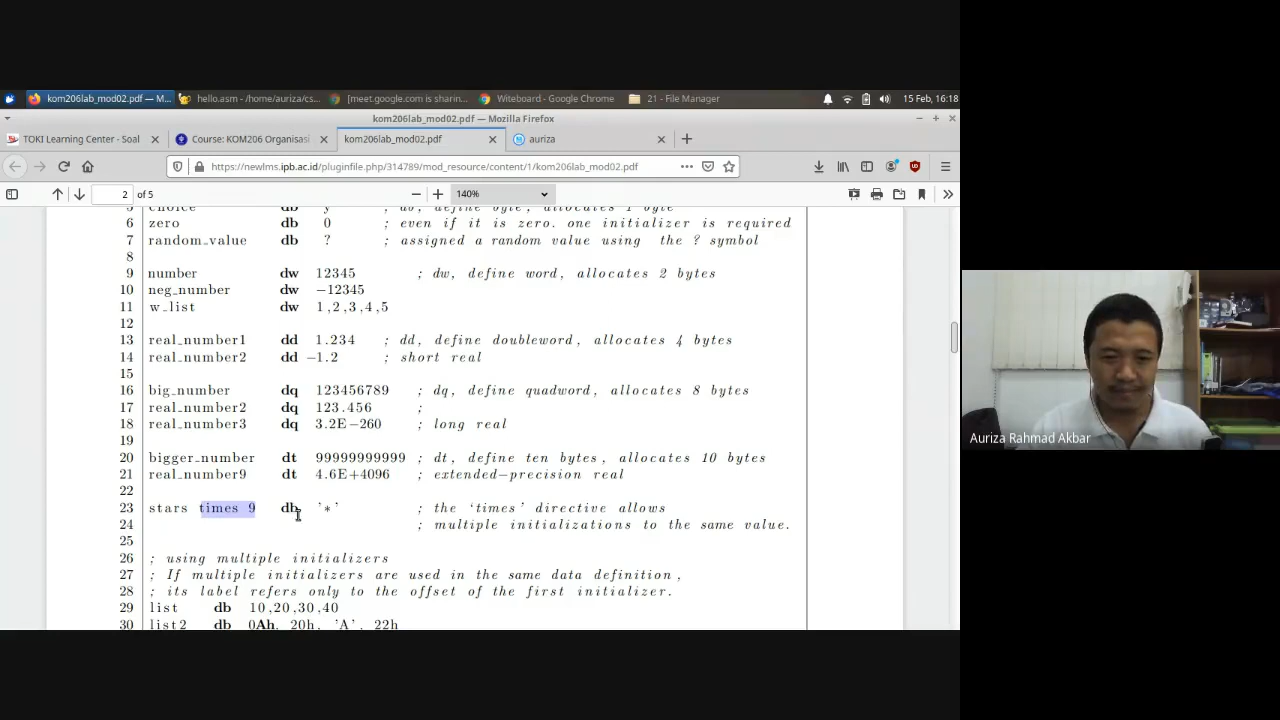 kom206lab_mod02.pdf — M...
hello.asm - /home/auriza/cs...
[meet.google.com is sharin...
Witeboard - Google Chrome
21 - File Manager
15 Feb, 16:18
kom206lab_mod02.pdf — Mozilla Firefox
TOKI Learning Center - Soal
Course: KOM206 Organisasi
kom206lab_mod02.pdf
auriza
https://newlms.ipb.ac.id/pluginfile.php/314789/mod_resource/content/1/kom206lab_mod02.pdf
2 of 5
140%
5 choice db 'y' ; db, define byte, allocates 1 byte
6 zero db 0 ; even if it is zero. one initializer is required
7 random_value db ? ; assigned a random value using the ? symbol
8
9 number dw 12345 ; dw, define word, allocates 2 bytes
10 neg_number dw −12345
11 w_list dw 1,2,3,4,5
12
13 real_number1 dd 1.234 ; dd, define doubleword, allocates 4 bytes
14 real_number2 dd −1.2 ; short real
15
16 big_number dq 123456789 ; dq, define quadword, allocates 8 bytes
17 real_number2 dq 123.456 ;
18 real_number3 dq 3.2E−260 ; long real
19
20 bigger_number dt 99999999999 ; dt, define ten bytes, allocates 10 bytes
21 real_number9 dt 4.6E+4096 ; extended−precision real
22
23 stars times 9 db '*' ; the 'times' directive allows
24 ; multiple initializations to the same value.
25
26 ; using multiple initializers
27 ; If multiple initializers are used in the same data definition,
28 ; its label refers only to the offset of the first initializer.
29 list db 10,20,30,40
30 list2 db 0Ah, 20h, 'A', 22h
Auriza Rahmad Akbar